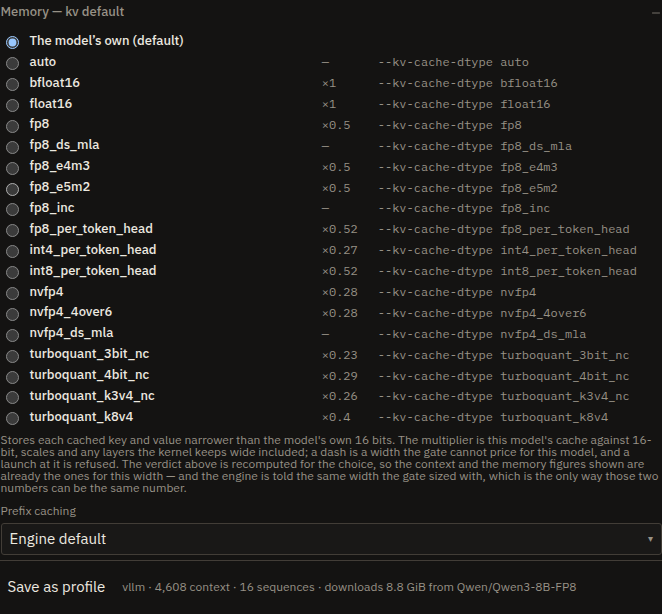 Memory — kv default –
The model's own (default)
auto — --kv-cache-dtype auto
bfloat16 ×1 --kv-cache-dtype bfloat16
float16 ×1 --kv-cache-dtype float16
fp8 ×0.5 --kv-cache-dtype fp8
fp8_ds_mla — --kv-cache-dtype fp8_ds_mla
fp8_e4m3 ×0.5 --kv-cache-dtype fp8_e4m3
fp8_e5m2 ×0.5 --kv-cache-dtype fp8_e5m2
fp8_inc — --kv-cache-dtype fp8_inc
fp8_per_token_head ×0.52 --kv-cache-dtype fp8_per_token_head
int4_per_token_head ×0.27 --kv-cache-dtype int4_per_token_head
int8_per_token_head ×0.52 --kv-cache-dtype int8_per_token_head
nvfp4 ×0.28 --kv-cache-dtype nvfp4
nvfp4_4over6 ×0.28 --kv-cache-dtype nvfp4_4over6
nvfp4_ds_mla — --kv-cache-dtype nvfp4_ds_mla
turboquant_3bit_nc ×0.23 --kv-cache-dtype turboquant_3bit_nc
turboquant_4bit_nc ×0.29 --kv-cache-dtype turboquant_4bit_nc
turboquant_k3v4_nc ×0.26 --kv-cache-dtype turboquant_k3v4_nc
turboquant_k8v4 ×0.4 --kv-cache-dtype turboquant_k8v4
Stores each cached key and value narrower than the model's own 16 bits. The multiplier is this model's cache against 16-
bit, scales and any layers the kernel keeps wide included; a dash is a width the gate cannot price for this model, and a
launch at it is refused. The verdict above is recomputed for the choice, so the context and the memory figures shown are
already the ones for this width — and the engine is told the same width the gate sized with, which is the only way those two
numbers can be the same number.
Prefix caching
Engine default
Save as profile vllm · 4,608 context · 16 sequences · downloads 8.8 GiB from Qwen/Qwen3-8B-FP8